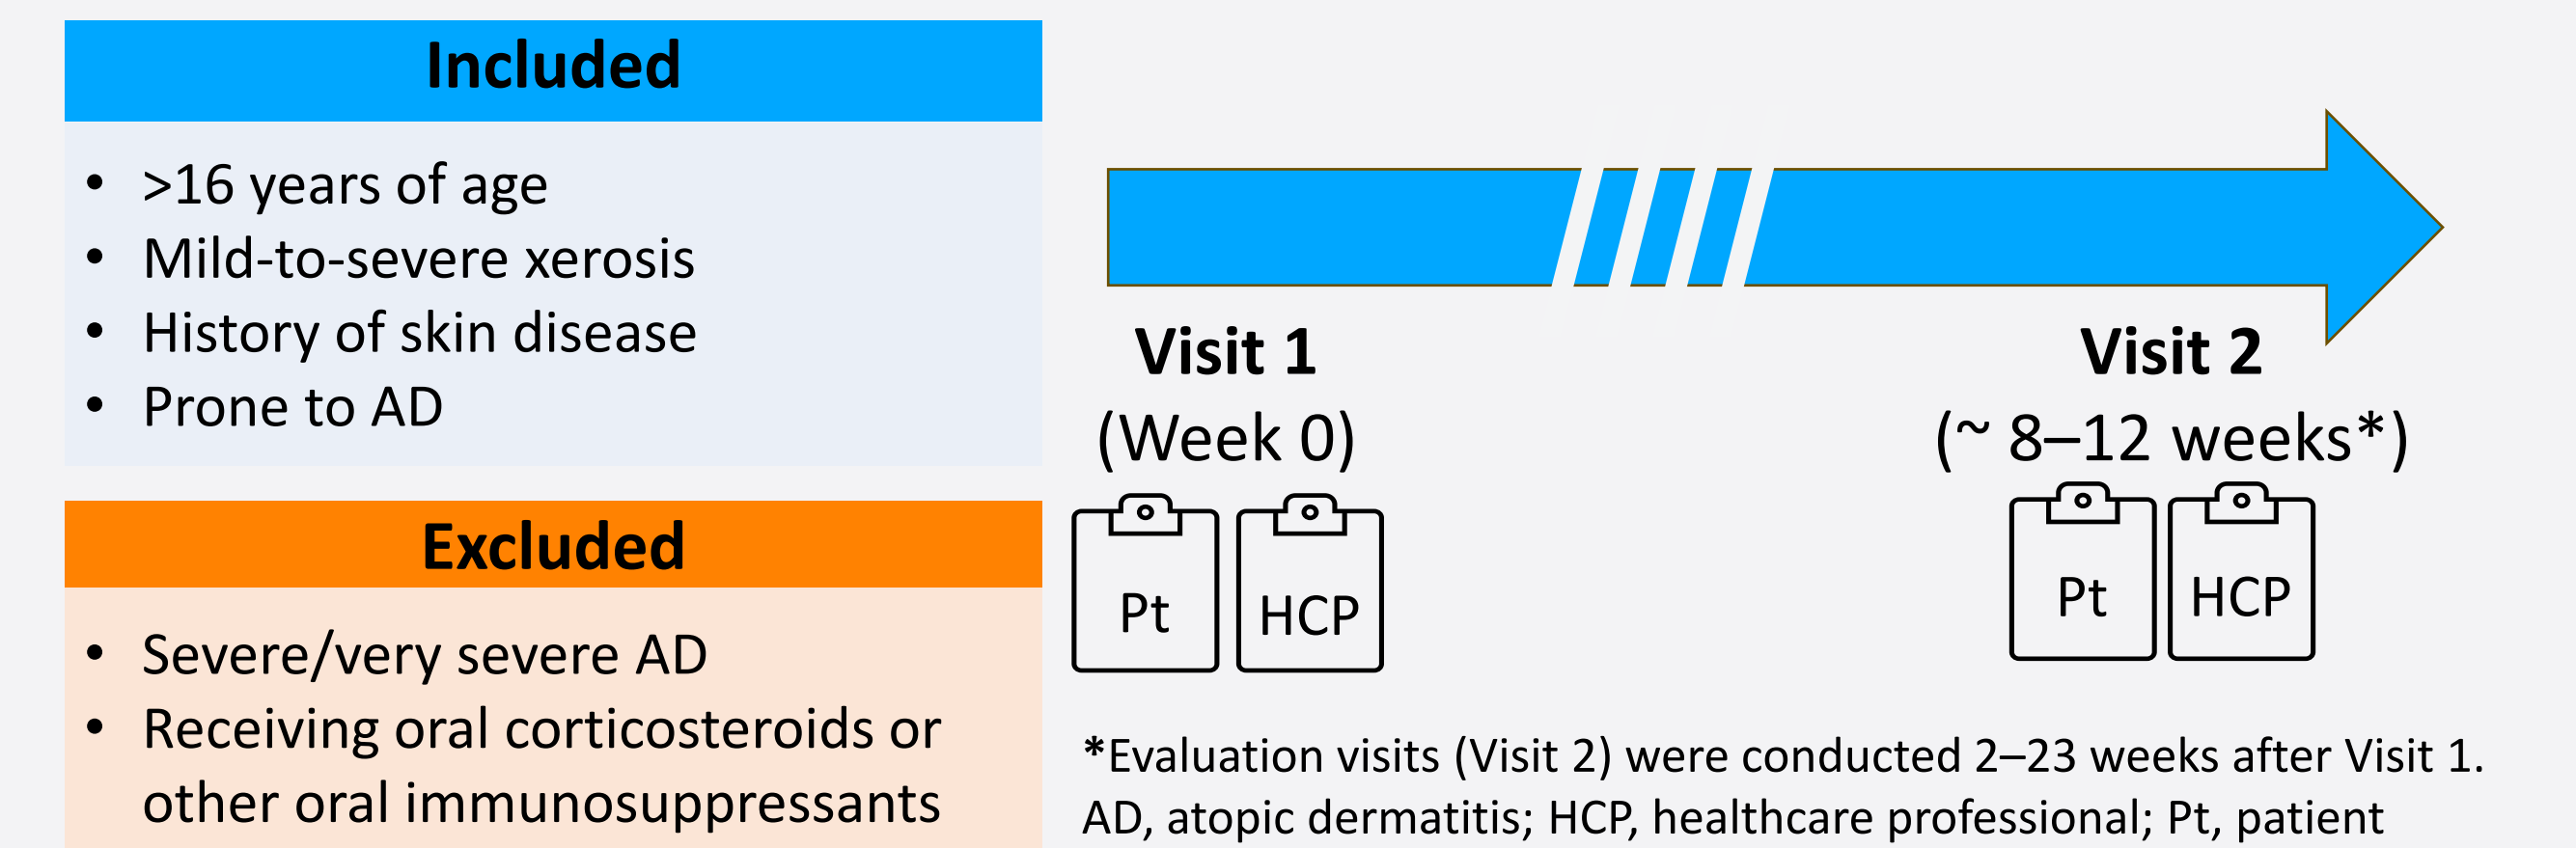 Included
• >16 years of age
• Mild-to-severe xerosis
• History of skin disease
• Prone to AD
Excluded
• Severe/very severe AD
• Receiving oral corticosteroids or
other oral immunosuppressants
Visit 1
(Week 0)
Pt
HCP
Visit 2
(~ 8–12 weeks*)
Pt
HCP
*Evaluation visits (Visit 2) were conducted 2–23 weeks after Visit 1.
AD, atopic dermatitis; HCP, healthcare professional; Pt, patient